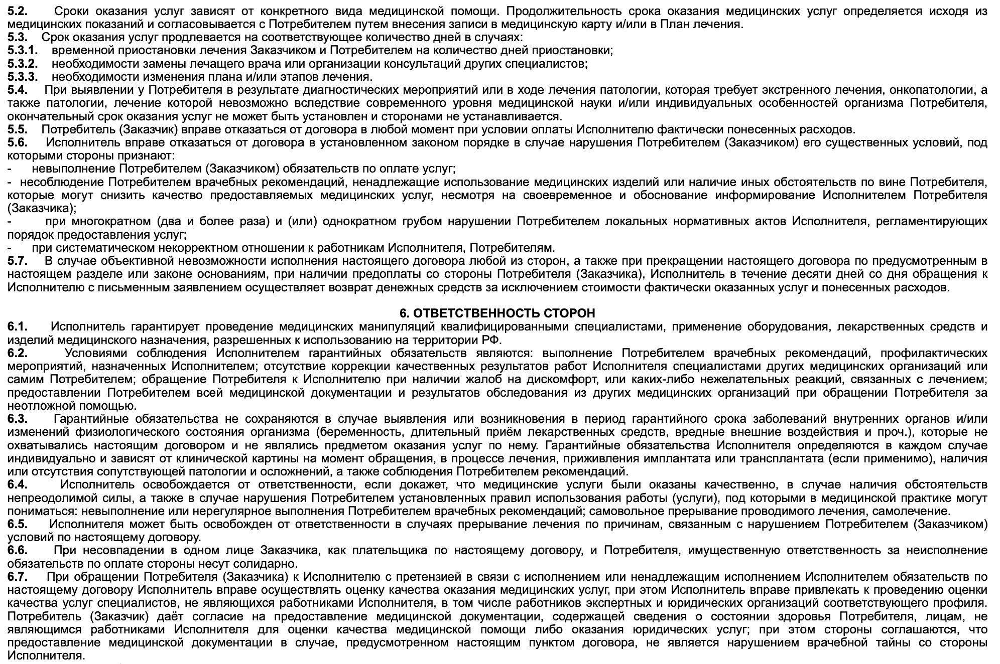 5.2. Сроки оказания услуг зависят от конкретного вида медицинской помощи. Продолжительность срока оказания медицинских услуг определяется исходя из
медицинских показаний и согласовывается с Потребителем путем внесения записи в медицинскую карту и/или в План лечения.
5.3. Срок оказания услуг продлевается на соответствующее количество дней в случаях:
5.3.1. временной приостановки лечения Заказчиком и Потребителем на количество дней приостановки;
5.3.2. необходимости замены лечащего врача или организации консультаций других специалистов;
5.3.3. необходимости изменения плана и/или этапов лечения.
5.4. При выявлении у Потребителя в результате диагностических мероприятий или в ходе лечения патологии, которая требует экстренного лечения, онкопатологии, а
также патологии, лечение которой невозможно вследствие современного уровня медицинской науки и/или индивидуальных особенностей организма Потребителя,
окончательный срок оказания услуг не может быть установлен и сторонами не устанавливается.
5.5. Потребитель (Заказчик) вправе отказаться от договора в любой момент при условии оплаты Исполнителю фактически понесенных расходов.
5.6. Исполнитель вправе отказаться от договора в установленном законом порядке в случае нарушения Потребителем (Заказчиком) его существенных условий, под
которыми стороны признают:
- невыполнение Потребителем (Заказчиком) обязательств по оплате услуг;
- несоблюдение Потребителем врачебных рекомендаций, ненадлежащие использование медицинских изделий или наличие иных обстоятельств по вине Потребителя,
которые могут снизить качество предоставляемых медицинских услуг, несмотря на своевременное и обоснование информирование Исполнителем Потребителя
(Заказчика);
- при многократном (два и более раза) и (или) однократном грубом нарушении Потребителем локальных нормативных актов Исполнителя, регламентирующих
порядок предоставления услуг;
- при систематическом некорректном отношении к работникам Исполнителя, Потребителям.
5.7. В случае объективной невозможности исполнения настоящего договора любой из сторон, а также при прекращении настоящего договора по предусмотренным в
настоящем разделе или законе основаниям, при наличии предоплаты со стороны Потребителя (Заказчика), Исполнитель в течение десяти дней со дня обращения к
Исполнителю с письменным заявлением осуществляет возврат денежных средств за исключением стоимости фактически оказанных услуг и понесенных расходов.
6. ОТВЕТСТВЕННОСТЬ СТОРОН
6.1. Исполнитель гарантирует проведение медицинских манипуляций квалифицированными специалистами, применение оборудования, лекарственных средств и
изделий медицинского назначения, разрешенных к использованию на территории РФ.
6.2. Условиями соблюдения Исполнителем гарантийных обязательств являются: выполнение Потребителем врачебных рекомендаций, профилактических
мероприятий, назначенных Исполнителем; отсутствие коррекции качественных результатов работ Исполнителя специалистами других медицинских организаций или
самим Потребителем; обращение Потребителя к Исполнителю при наличии жалоб на дискомфорт, или каких-либо нежелательных реакций, связанных с лечением;
предоставлении Потребителем всей медицинской документации и результатов обследования из других медицинских организаций при обращении Потребителя за
неотложной помощью.
6.3. Гарантийные обязательства не сохраняются в случае выявления или возникновения в период гарантийного срока заболеваний внутренних органов и/или
изменений физиологического состояния организма (беременность, длительный приём лекарственных средств, вредные внешние воздействия и проч.), которые не
охватывались настоящим договором и не являлись предметом оказания услуг по нему. Гарантийные обязательства Исполнителя определяются в каждом случае
индивидуально и зависят от клинической картины на момент обращения, в процессе лечения, приживления имплантата или трансплантата (если применимо), наличия
или отсутствия сопутствующей патологии и осложнений, а также соблюдения Потребителем рекомендаций.
6.4. Исполнитель освобождается от ответственности, если докажет, что медицинские услуги были оказаны качественно, в случае наличия обстоятельств
непреодолимой силы, а также в случае нарушения Потребителем установленных правил использования работы (услуги), под которыми в медицинской практике могут
пониматься: невыполнение или нерегулярное выполнения Потребителем врачебных рекомендаций; самовольное прерывание проводимого лечения, самолечение.
6.5. Исполнителя может быть освобожден от ответственности в случаях прерывание лечения по причинам, связанным с нарушением Потребителем (Заказчиком)
условий по настоящему договору.
6.6. При несовпадении в одном лице Заказчика, как плательщика по настоящему договору, и Потребителя, имущественную ответственность за неисполнение
обязательств по оплате стороны несут солидарно.
6.7. При обращении Потребителя (Заказчика) к Исполнителю с претензией в связи с исполнением или ненадлежащим исполнением Исполнителем обязательств по
настоящему договору Исполнитель вправе осуществлять оценку качества оказания медицинских услуг, при этом Исполнитель вправе привлекать к проведению оценки
качества услуг специалистов, не являющихся работниками Исполнителя, в том числе работников экспертных и юридических организаций соответствующего профиля.
Потребитель (Заказчик) даёт согласие на предоставление медицинской документации, содержащей сведения о состоянии здоровья Потребителя, лицам, не
являющимся работниками Исполнителя для оценки качества медицинской помощи либо оказания юридических услуг; при этом стороны соглашаются, что
предоставление медицинской документации в случае, предусмотренном настоящим пунктом договора, не является нарушением врачебной тайны со стороны
Исполнителя.